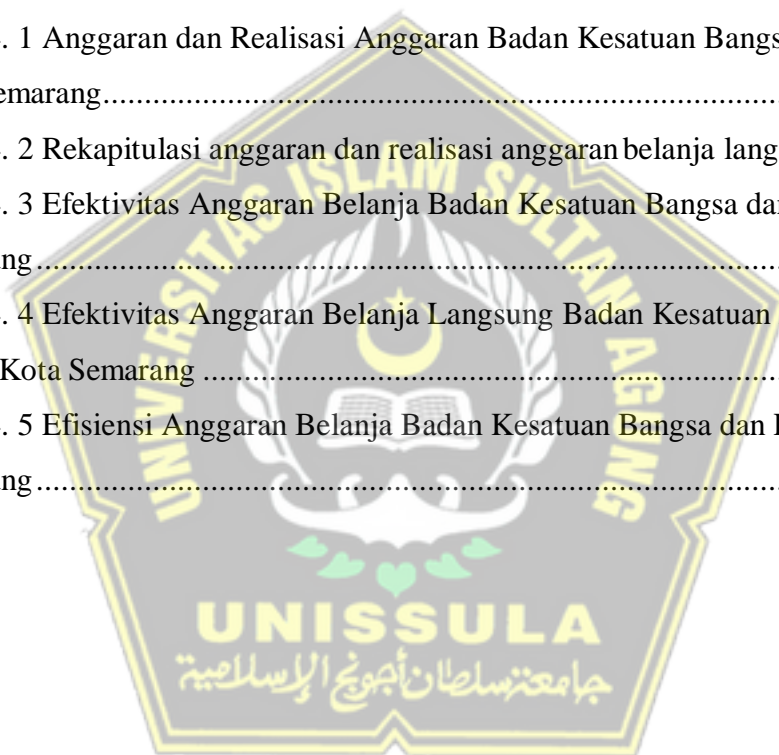 . 1 Anggaran dan Realisasi Anggaran Badan Kesatuan Bangs
emarang....................................................................................
. 2 Rekapitulasi anggaran dan realisasi anggaran belanja lang
. 3 Efektivitas Anggaran Belanja Badan Kesatuan Bangsa da
ng............................................................................................
. 4 Efektivitas Anggaran Belanja Langsung Badan Kesatuan
Kota Semarang ........................................................................
. 5 Efisiensi Anggaran Belanja Badan Kesatuan Bangsa dan
ng............................................................................................
UNIVERSITAS ISLAM SULTAN AGUNG
UNISSULA
جامعة سلطان أجونج الإسلامية